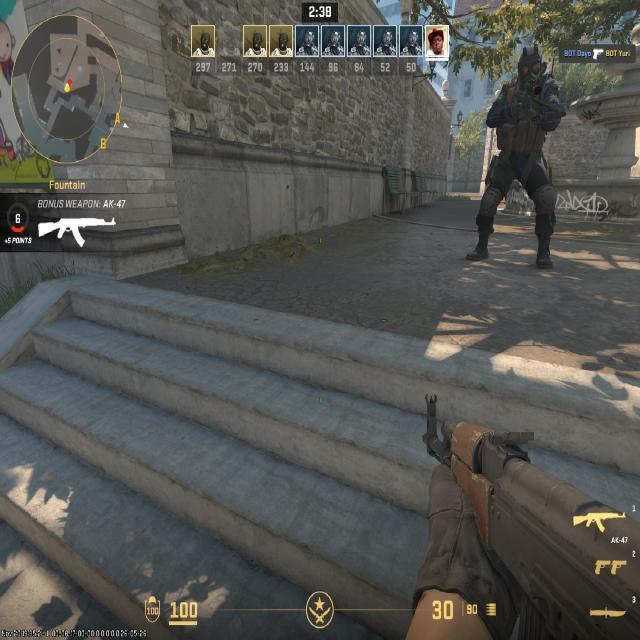 2:38
297 271 270 233 144 96 84 52 50
BOT Dayo BOT Yuri
B
Fountain
BONUS WEAPON: AK-47
6
+5 POINTS
1
AK-47
2
3
100 100
30 90